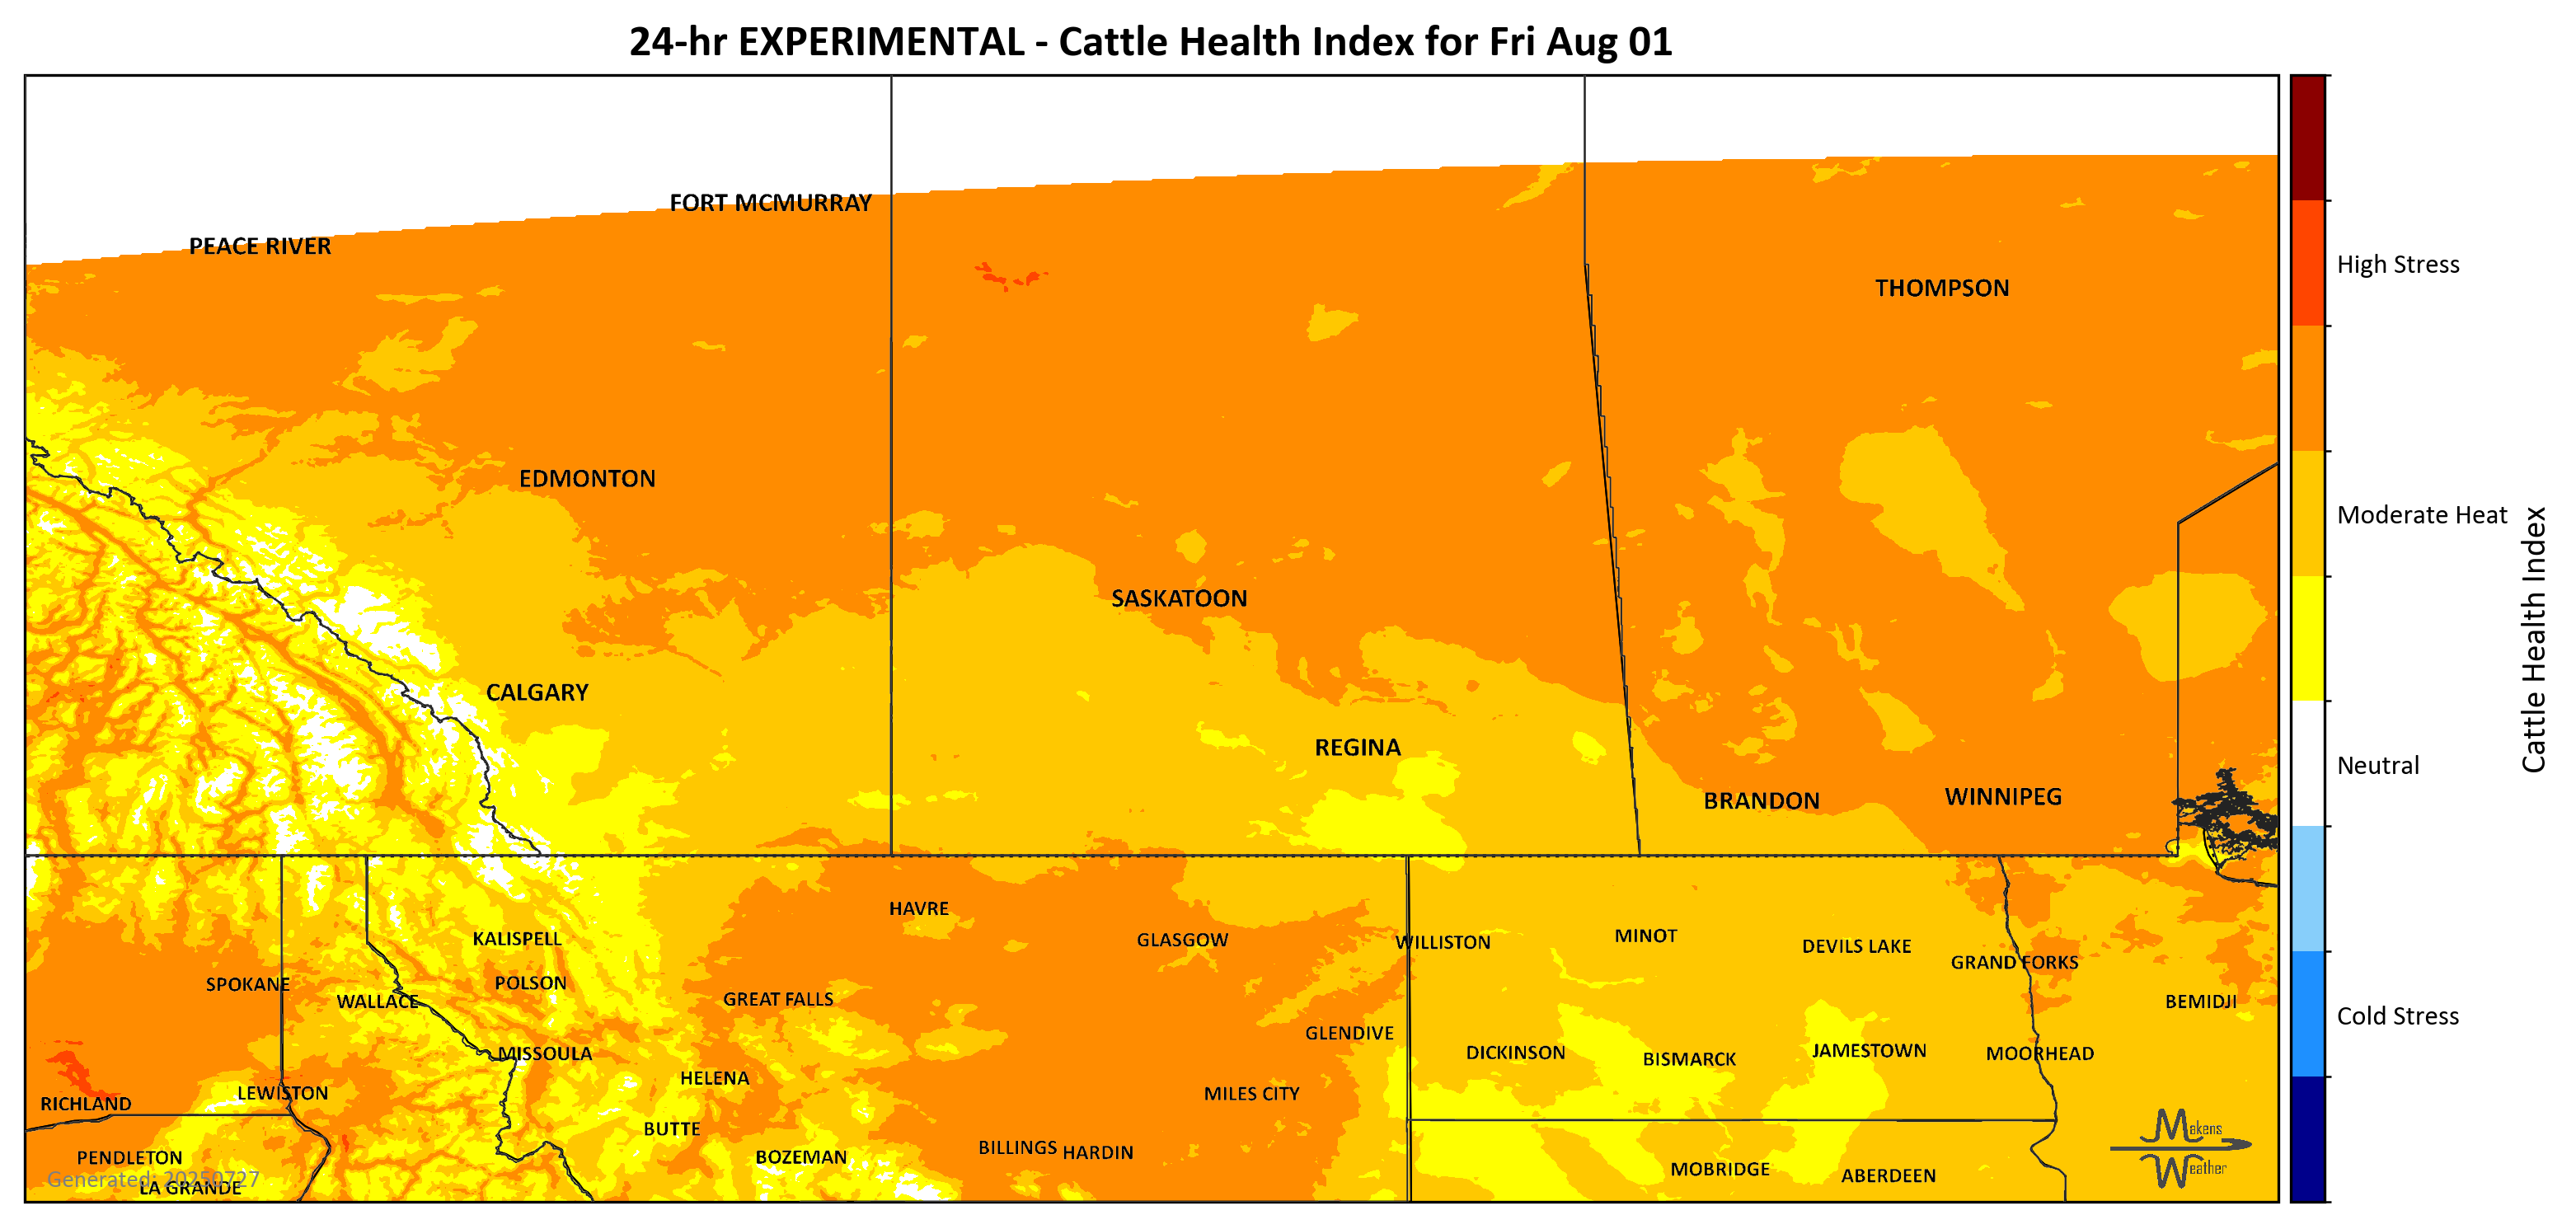 24-hr EXPERIMENTAL - Cattle Health Index for Fri Aug 01
FORT MCMURRAY
PEACE RIVER
High Stress
THOMPSON
EDMONTON
Moderate Heat
SASKATOON
Cattle Health Index
CALGARY
REGINA
Neutral
BRANDON
WINNIPEG
HAVRE
KALISPELL
GLASGOW
WILLISTON
MINOT
DEVILS LAKE
GRAND FORKS
SPOKANE
POLSON
WALLACE
GREAT FALLS
BEMIDJI
Cold Stress
GLENDIVE
MISSOULA
DICKINSON
BISMARCK
JAMESTOWN
MOORHEAD
HELENA
LEWISTON
MILES CITY
RICHLAND
BUTTE
Makens
Weather
PENDLETON
BOZEMAN
BILLINGS
HARDIN
MOBRIDGE
ABERDEEN
Generated: 20250727
LA GRANDE